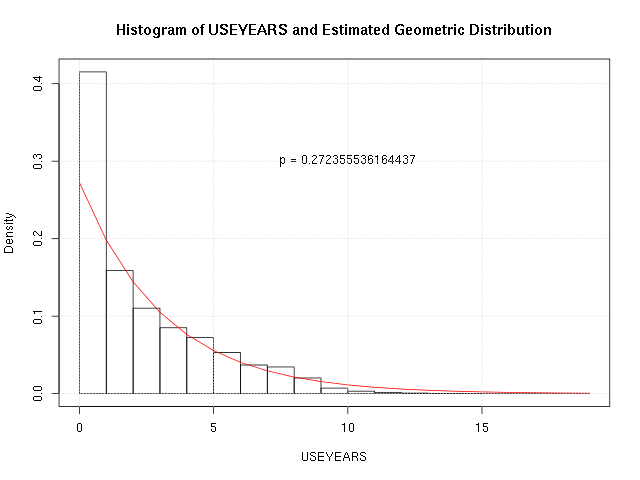 Histogram of USEYEARS and Estimated Geometric Distribution
0.4
0.3
0.2
0.1
0.0
Density
p = 0.272355536164437
0 5 10 15
USEYEARS